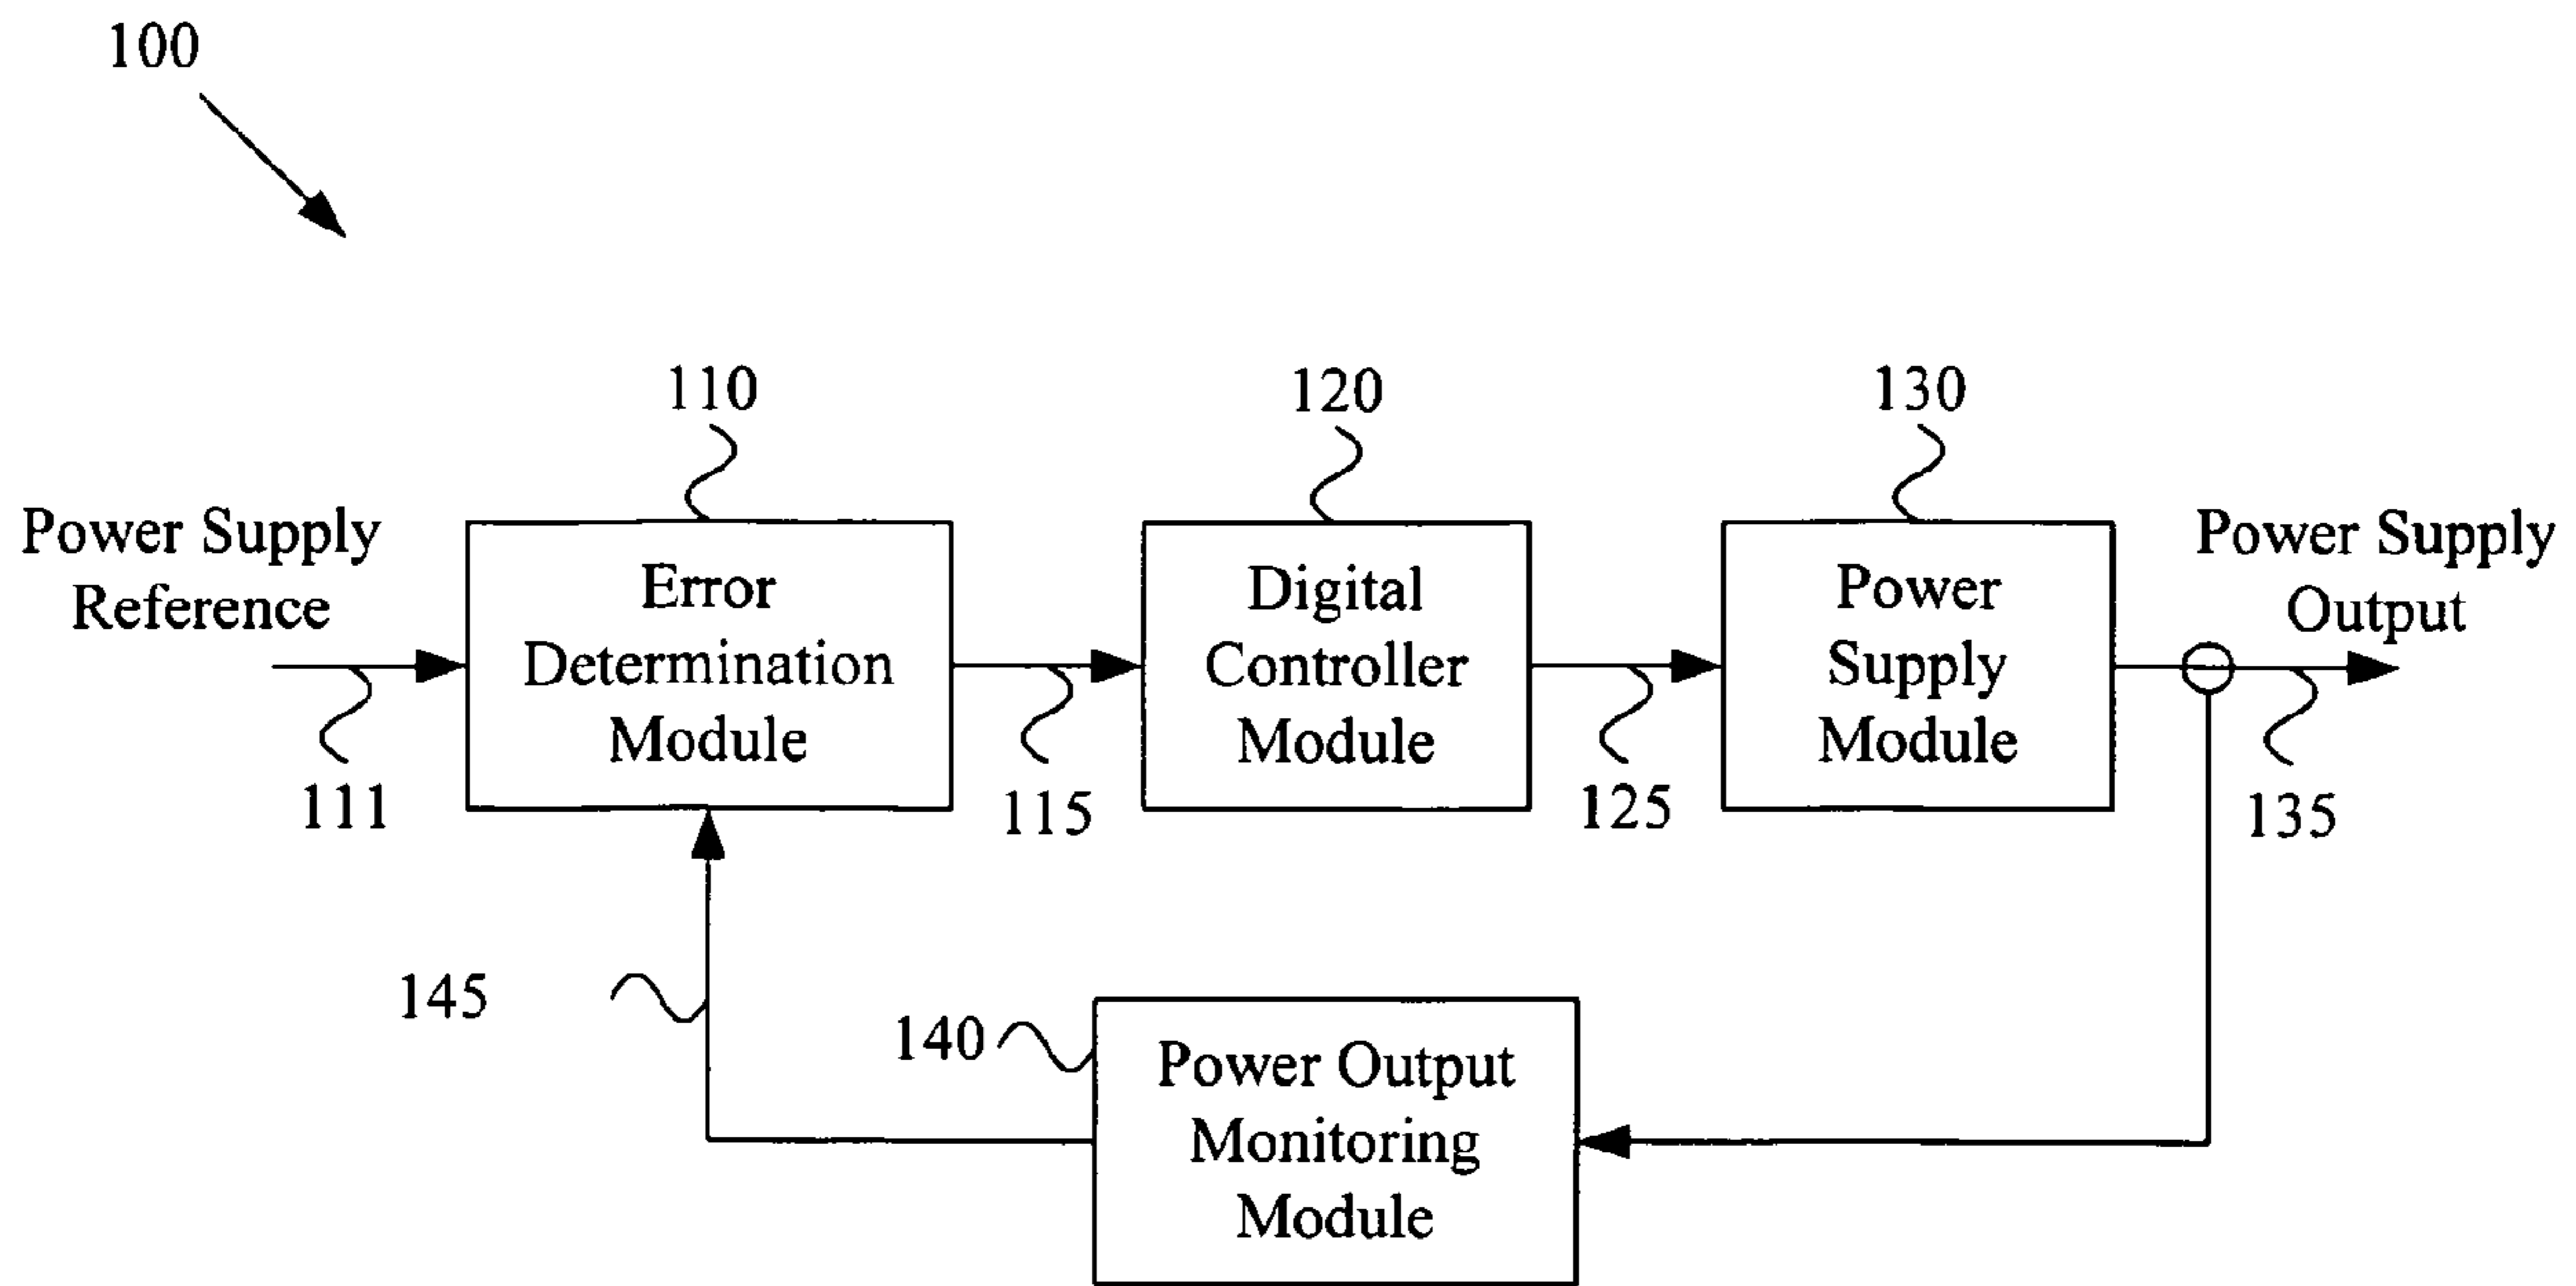 100
110
120
130
Power Supply
Reference
Error
Determination
Module
Digital
Controller
Module
Power
Supply
Module
Power Supply
Output
111
115
125
135
145
140
Power Output
Monitoring
Module